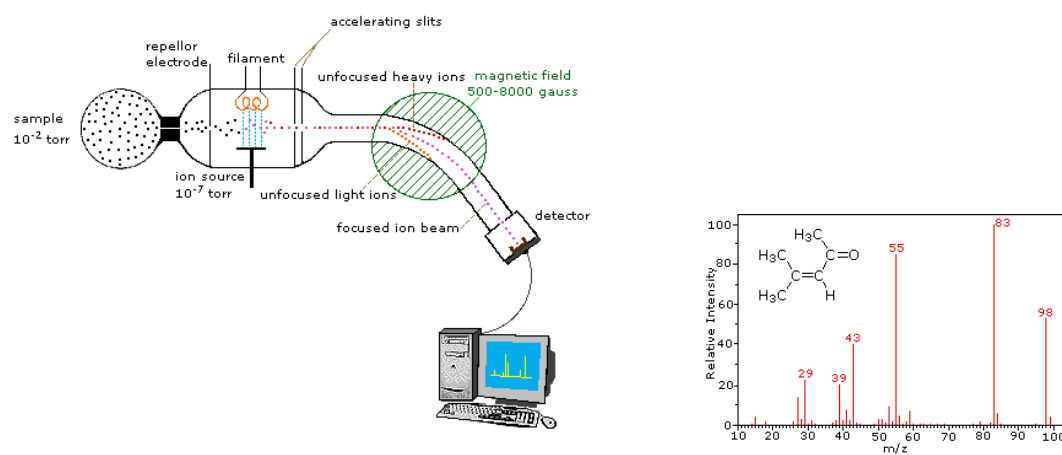 accelerating slits
repellor
electrode
filament
unfocused heavy ions
magnetic field
500-8000 gauss
sample
10⁻² torr
ion source
10⁻⁷ torr
unfocused light ions
focused ion beam
detector
Relative Intensity
100
80
60
40
20
0
10 20 30 40 50 60 70 80 90 100
m/z
29
39
43
55
83
98
H₃C
C=O
H₃C
C=C
H₃C
H